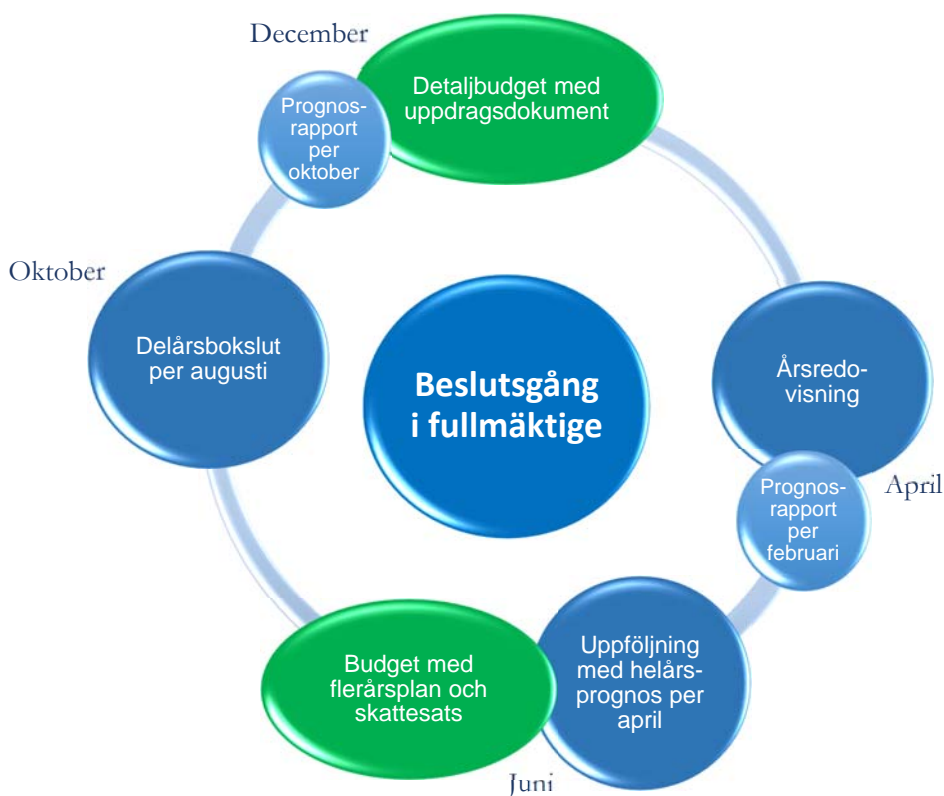 December
Detaljbudget med
uppdragsdokument
Prognos-
rapport
per
oktober
Oktober
Delårsbokslut
per augusti
Beslutsgång
i fullmäktige
Årsredo-
visning
April
Prognos-
rapport
per
februari
Uppföljning
med helårs-
prognos per
april
Budget med
flerårsplan och
skattesats
Juni